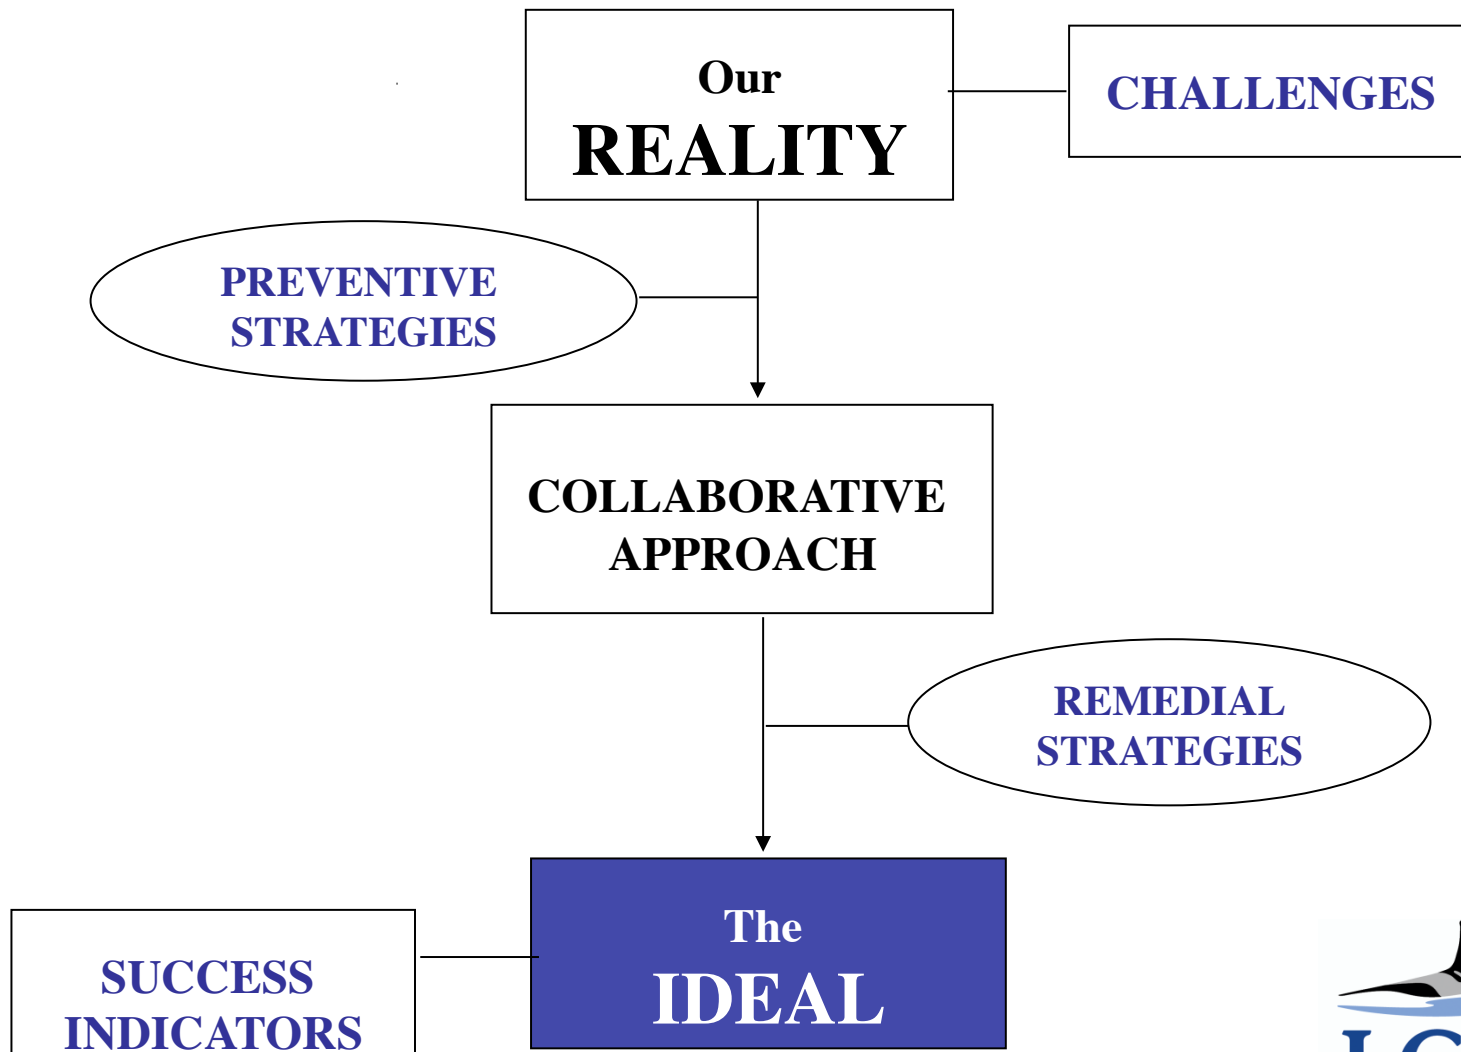 Our
REALITY
CHALLENGES
PREVENTIVE
STRATEGIES
COLLABORATIVE
APPROACH
REMEDIAL
STRATEGIES
The
IDEAL
SUCCESS
INDICATORS